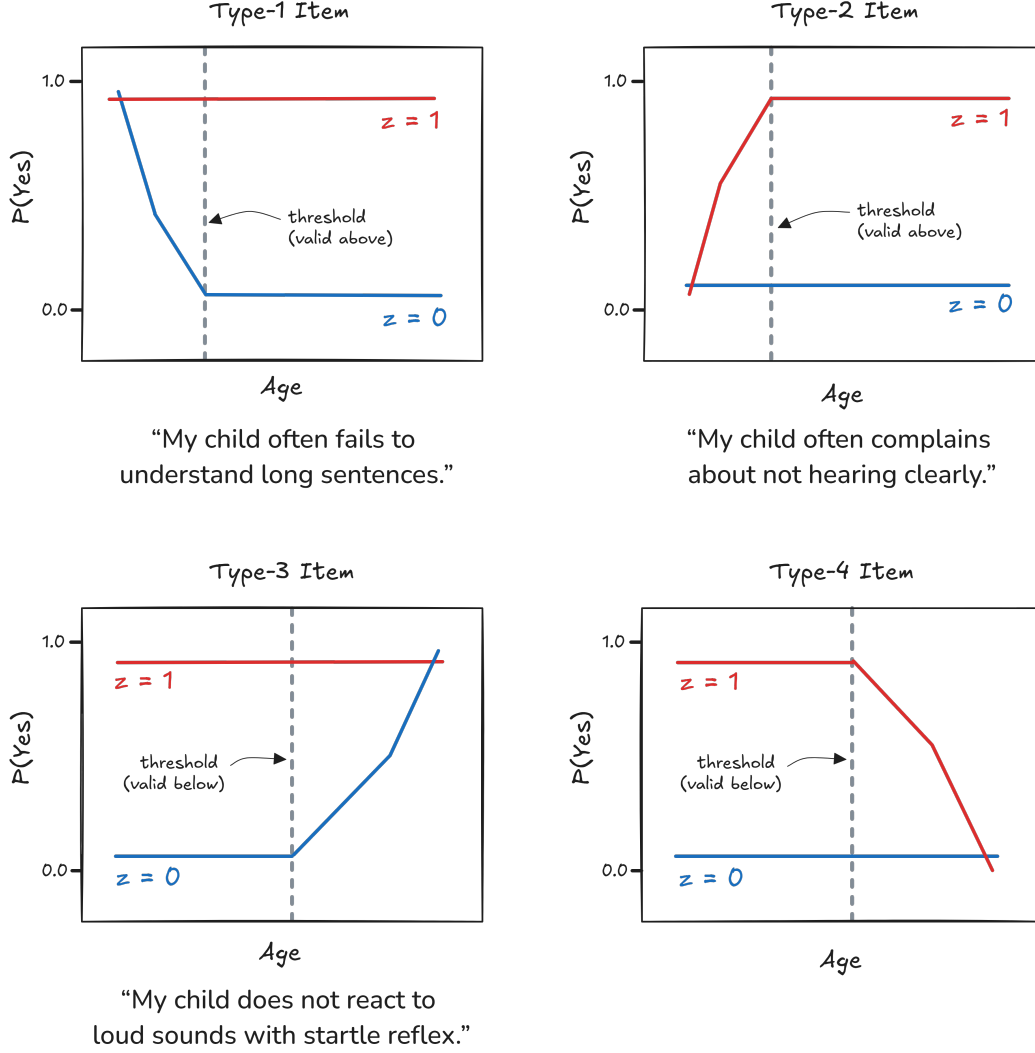 Type-1 Item
1.0
P(Yes)
z = 1
threshold
(valid above)
0.0
z = 0
Age
“My child often fails to
understand long sentences.”
Type-2 Item
1.0
P(Yes)
z = 1
threshold
(valid above)
0.0
z = 0
Age
“My child often complains
about not hearing clearly.”
Type-3 Item
1.0
z = 1
P(Yes)
threshold
(valid below)
0.0
z = 0
Age
“My child does not react to
loud sounds with startle reflex.”
Type-4 Item
1.0
z = 1
P(Yes)
threshold
(valid below)
0.0
z = 0
Age